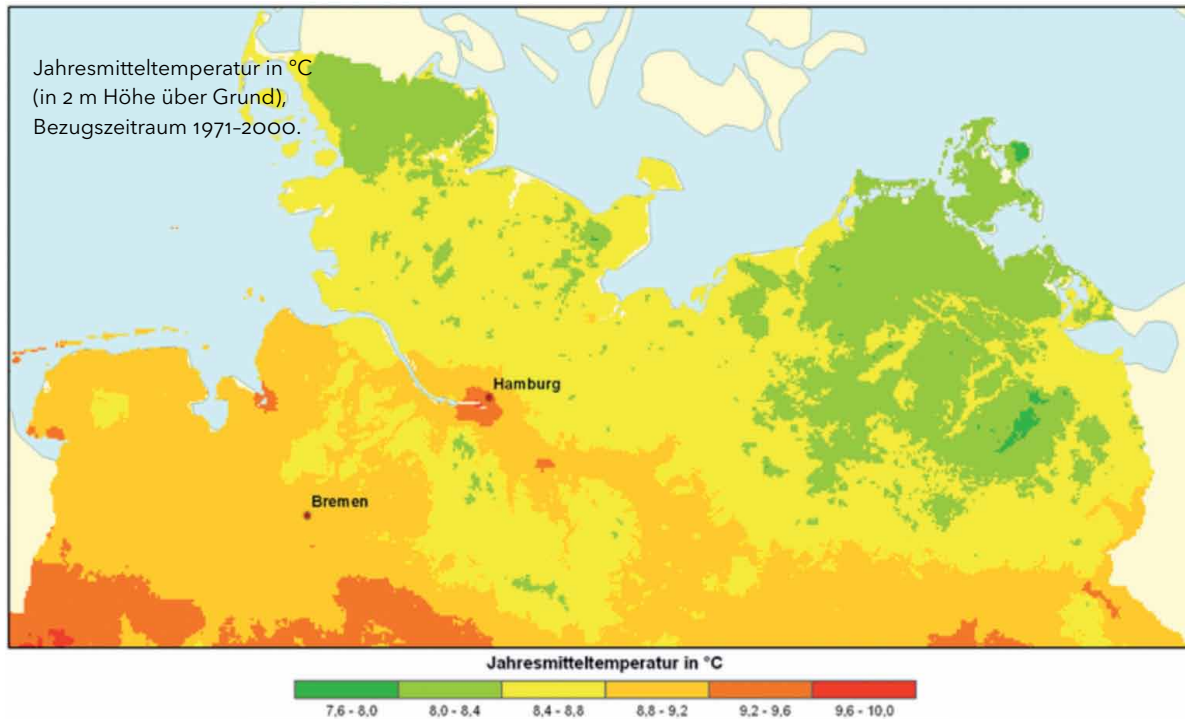 Jahresmitteltemperatur in °C
(in 2 m Höhe über Grund),
Bezugszeitraum 1971–2000.
Hamburg
Bremen
Jahresmitteltemperatur in °C
7,6 - 8,0 8,0 - 8,4 8,4 - 8,8 8,8 - 9,2 9,2 - 9,6 9,6 - 10,0